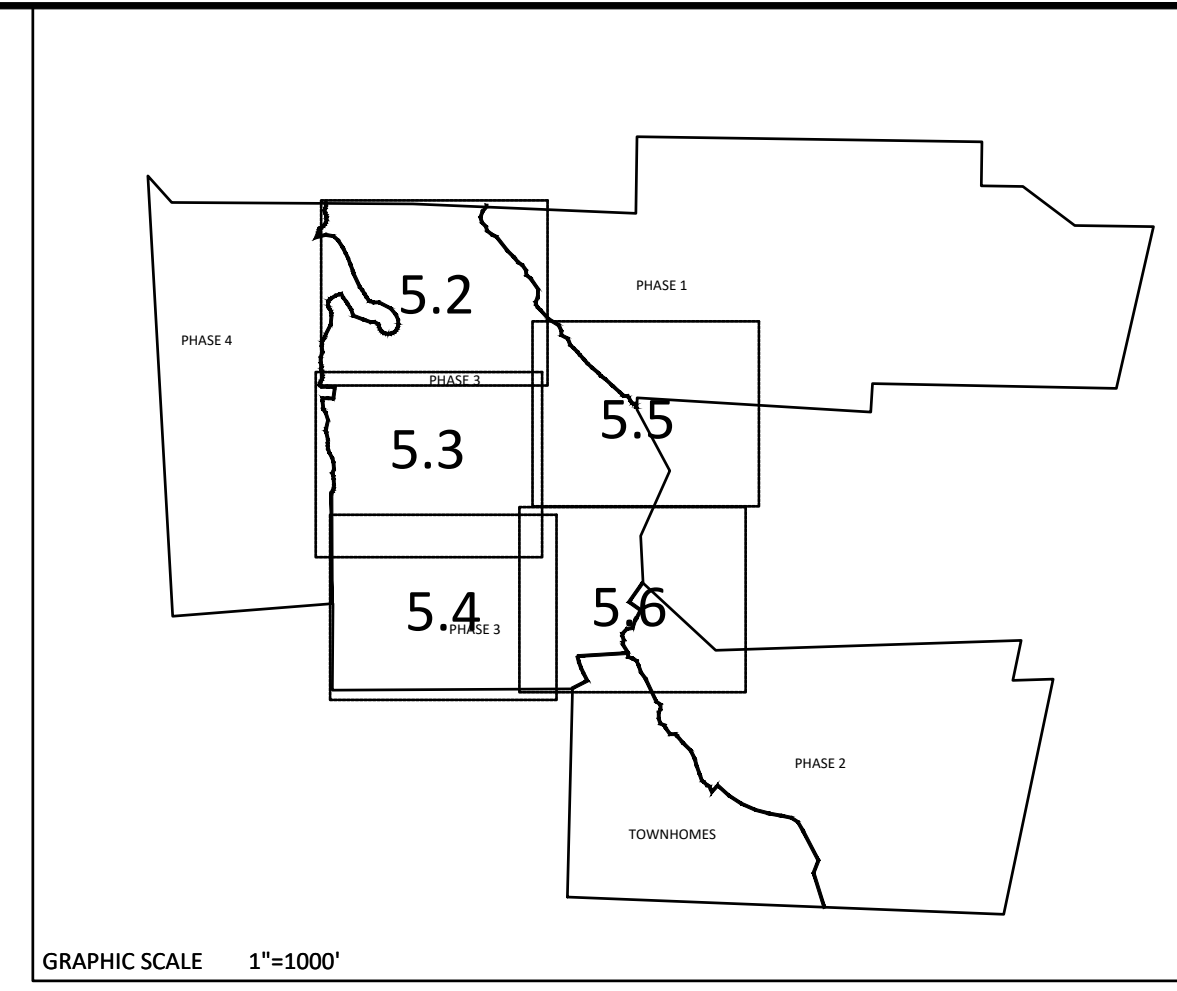 5.2
PHASE 1
PHASE 4
PHASE 3
5.5
5.3
5.4
5.6
PHASE 3
PHASE 2
TOWNHOMES
GRAPHIC SCALE 1"=1000'